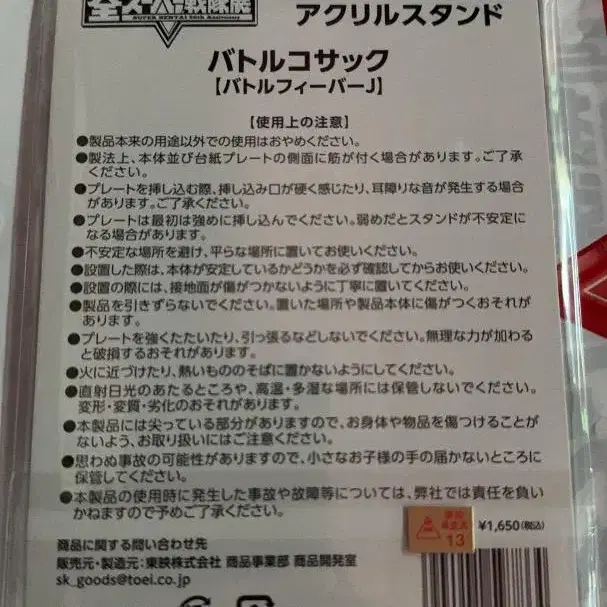 全スーパー戦隊展
SUPER SENTAI 50th Anniversary
アクリルスタンド
バトルコサック
【バトルフィーバーJ】
【使用上の注意】
●製品本来の用途以外での使用はおやめください。
●製法上、本体並び台紙プレートの側面に筋が付く場合があります。ご了承
ください。
●プレートを挿し込む際、挿し込み口が硬く感じたり、耳障りな音が発生する場合
があります。ご了承ください。
●プレートは最初は強めに挿し込んでください。弱めだとスタンドが不安定に
なる場合があります。
●不安定な場所を避け、平らな場所に置いてお使いください。
●設置した際は、本体が安定しているかどうかを必ず確認してからお使いください。
●設置の際には、接地面が傷がつかないように丁寧に置いてください。
●製品を引きずらないでください。置いた場所や製品本体に傷がつくおそれが
あります。
●プレートを強くたたいたり、引っ張るなどしないでください。無理な力が加わる
と破損するおそれがあります。
●火に近づけたり、熱いもののそばに置かないようにしてください。
●直射日光のあたるところや、高温・多湿な場所には保管しないでください。
変形・変質・劣化のおそれがあります。
●本製品には尖っている部分がありますので、お身体や物品を傷つけることが
ないよう、お取り扱いにはご注意ください。
●思わぬ事故の可能性がありますので、小さなお子様の手の届かないところに
保管してください。
●本製品の使用時に発生した事故や故障等については、弊社では責任を負い
かねますので予めご了承ください。
13
¥1,650(税込)
商品に関する問い合わせ先
販売元・製造元：東映株式会社 商品事業部 商品開発室
sk_goods@toei.co.jp